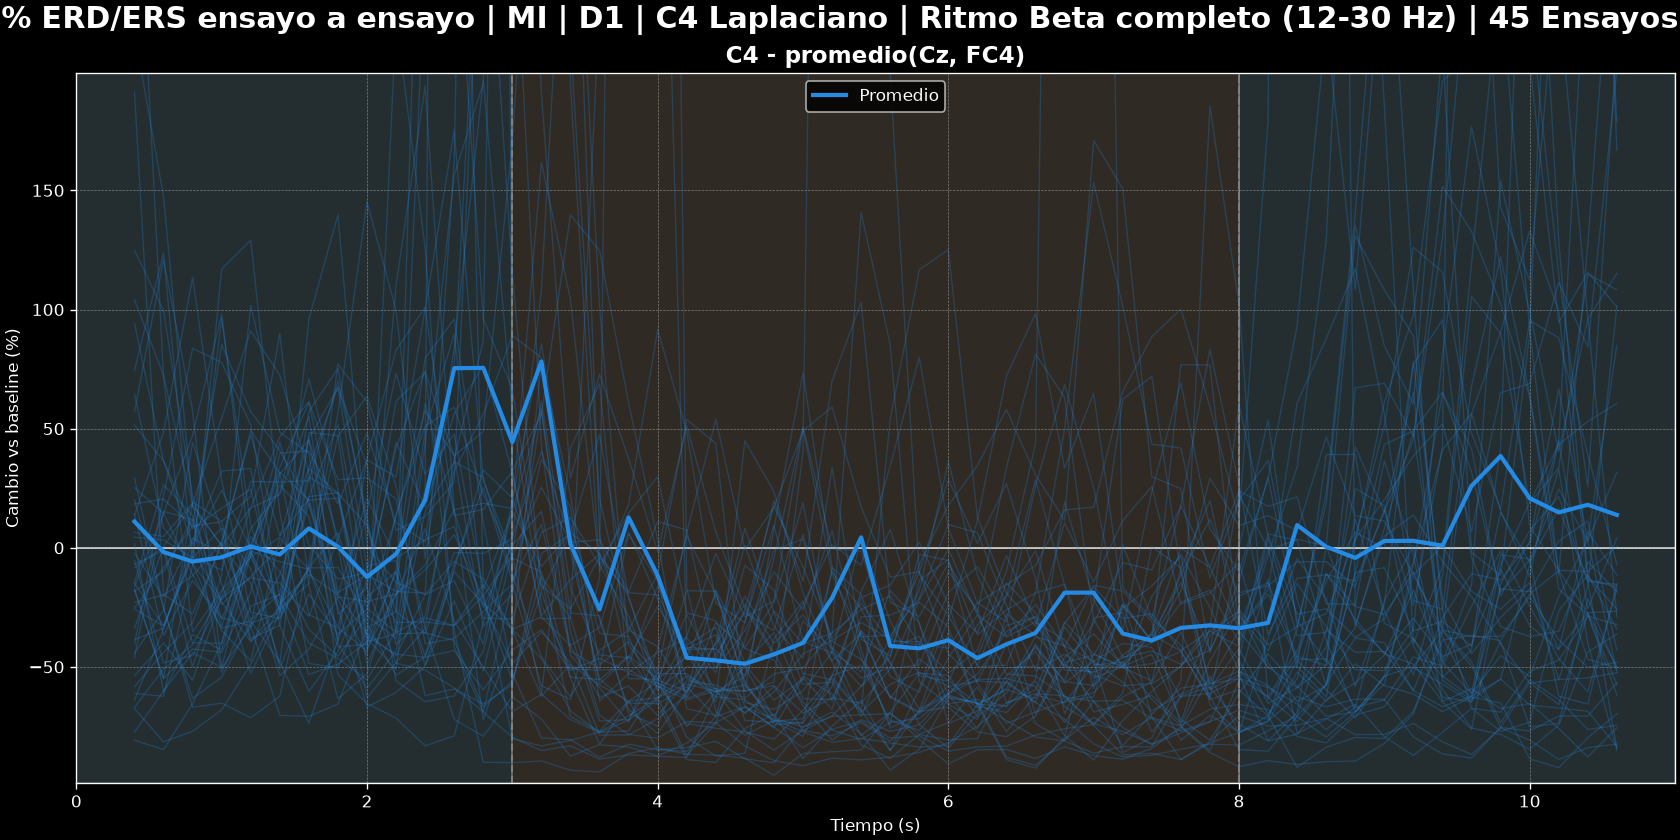 % ERD/ERS ensayo a ensayo | MI | D1 | C4 Laplaciano | Ritmo Beta completo (12-30 Hz) | 45 Ensayos
C4 - promedio(Cz, FC4)
Promedio
Cambio vs baseline (%)
150
100
50
0
−50
0
2
4
6
8
10
Tiempo (s)